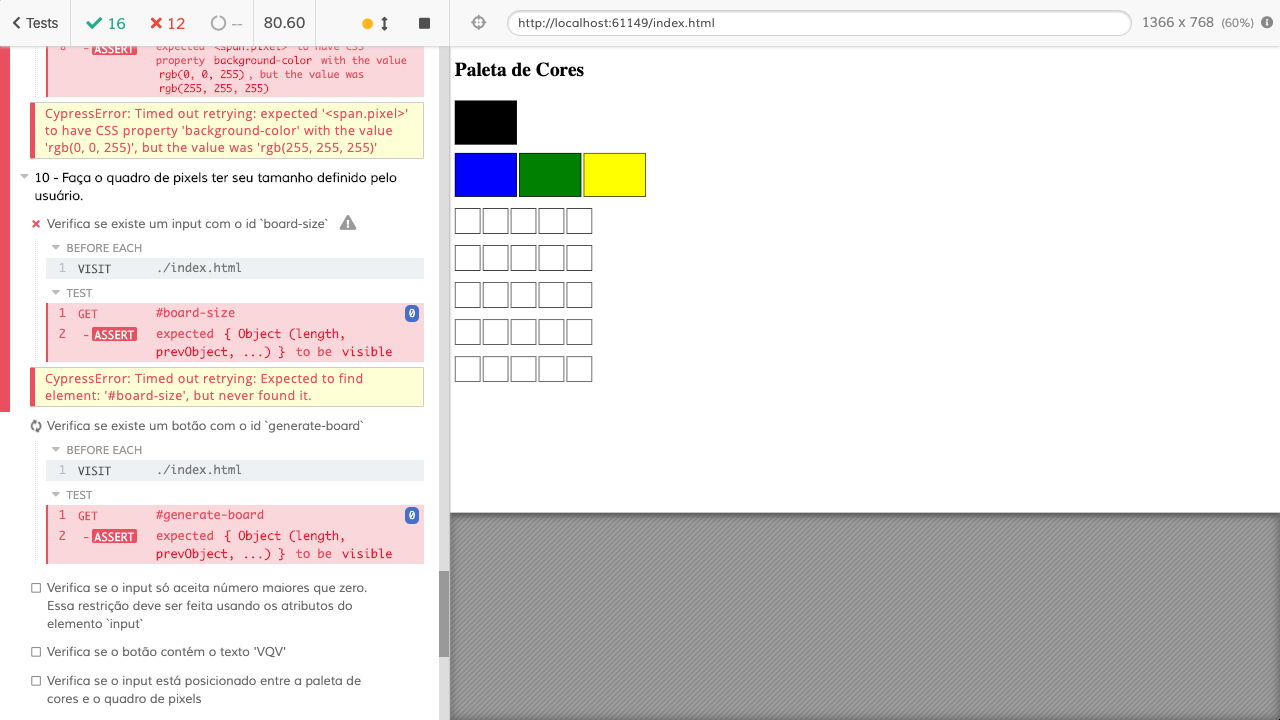 Tests
16
12
--
80.60
http://localhost:61149/index.html
1366 x 768 (60%)
8 -ASSERT expected <span.pixel> to have CSS
property background-color with the value
rgb(0, 0, 255), but the value was
rgb(255, 255, 255)
CypressError: Timed out retrying: expected '<span.pixel>'
to have CSS property 'background-color' with the value
'rgb(0, 0, 255)', but the value was 'rgb(255, 255, 255)'
10 - Faça o quadro de pixels ter seu tamanho definido pelo
usuário.
Verifica se existe um input com o id `board-size`
BEFORE EACH
1 VISIT ./index.html
TEST
1 GET #board-size 0
2 -ASSERT expected { Object (length,
prevObject, ...) } to be visible
CypressError: Timed out retrying: Expected to find
element: '#board-size', but never found it.
Verifica se existe um botão com o id `generate-board`
BEFORE EACH
1 VISIT ./index.html
TEST
1 GET #generate-board 0
2 -ASSERT expected { Object (length,
prevObject, ...) } to be visible
Verifica se o input só aceita número maiores que zero.
Essa restrição deve ser feita usando os atributos do
elemento `input`
Verifica se o botão contém o texto 'VQV'
Verifica se o input está posicionado entre a paleta de
cores e o quadro de pixels
Paleta de Cores